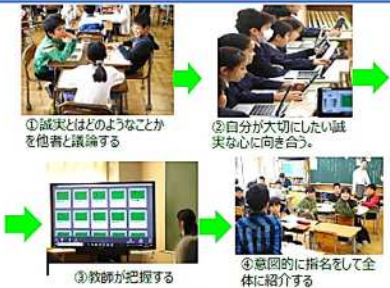 ①誠実とはどのようなことか
を他者と議論する
②自分が大切にしたい誠
実な心に向き合う。
③教師が把握する
④意図的に指名をして全
体に紹介する